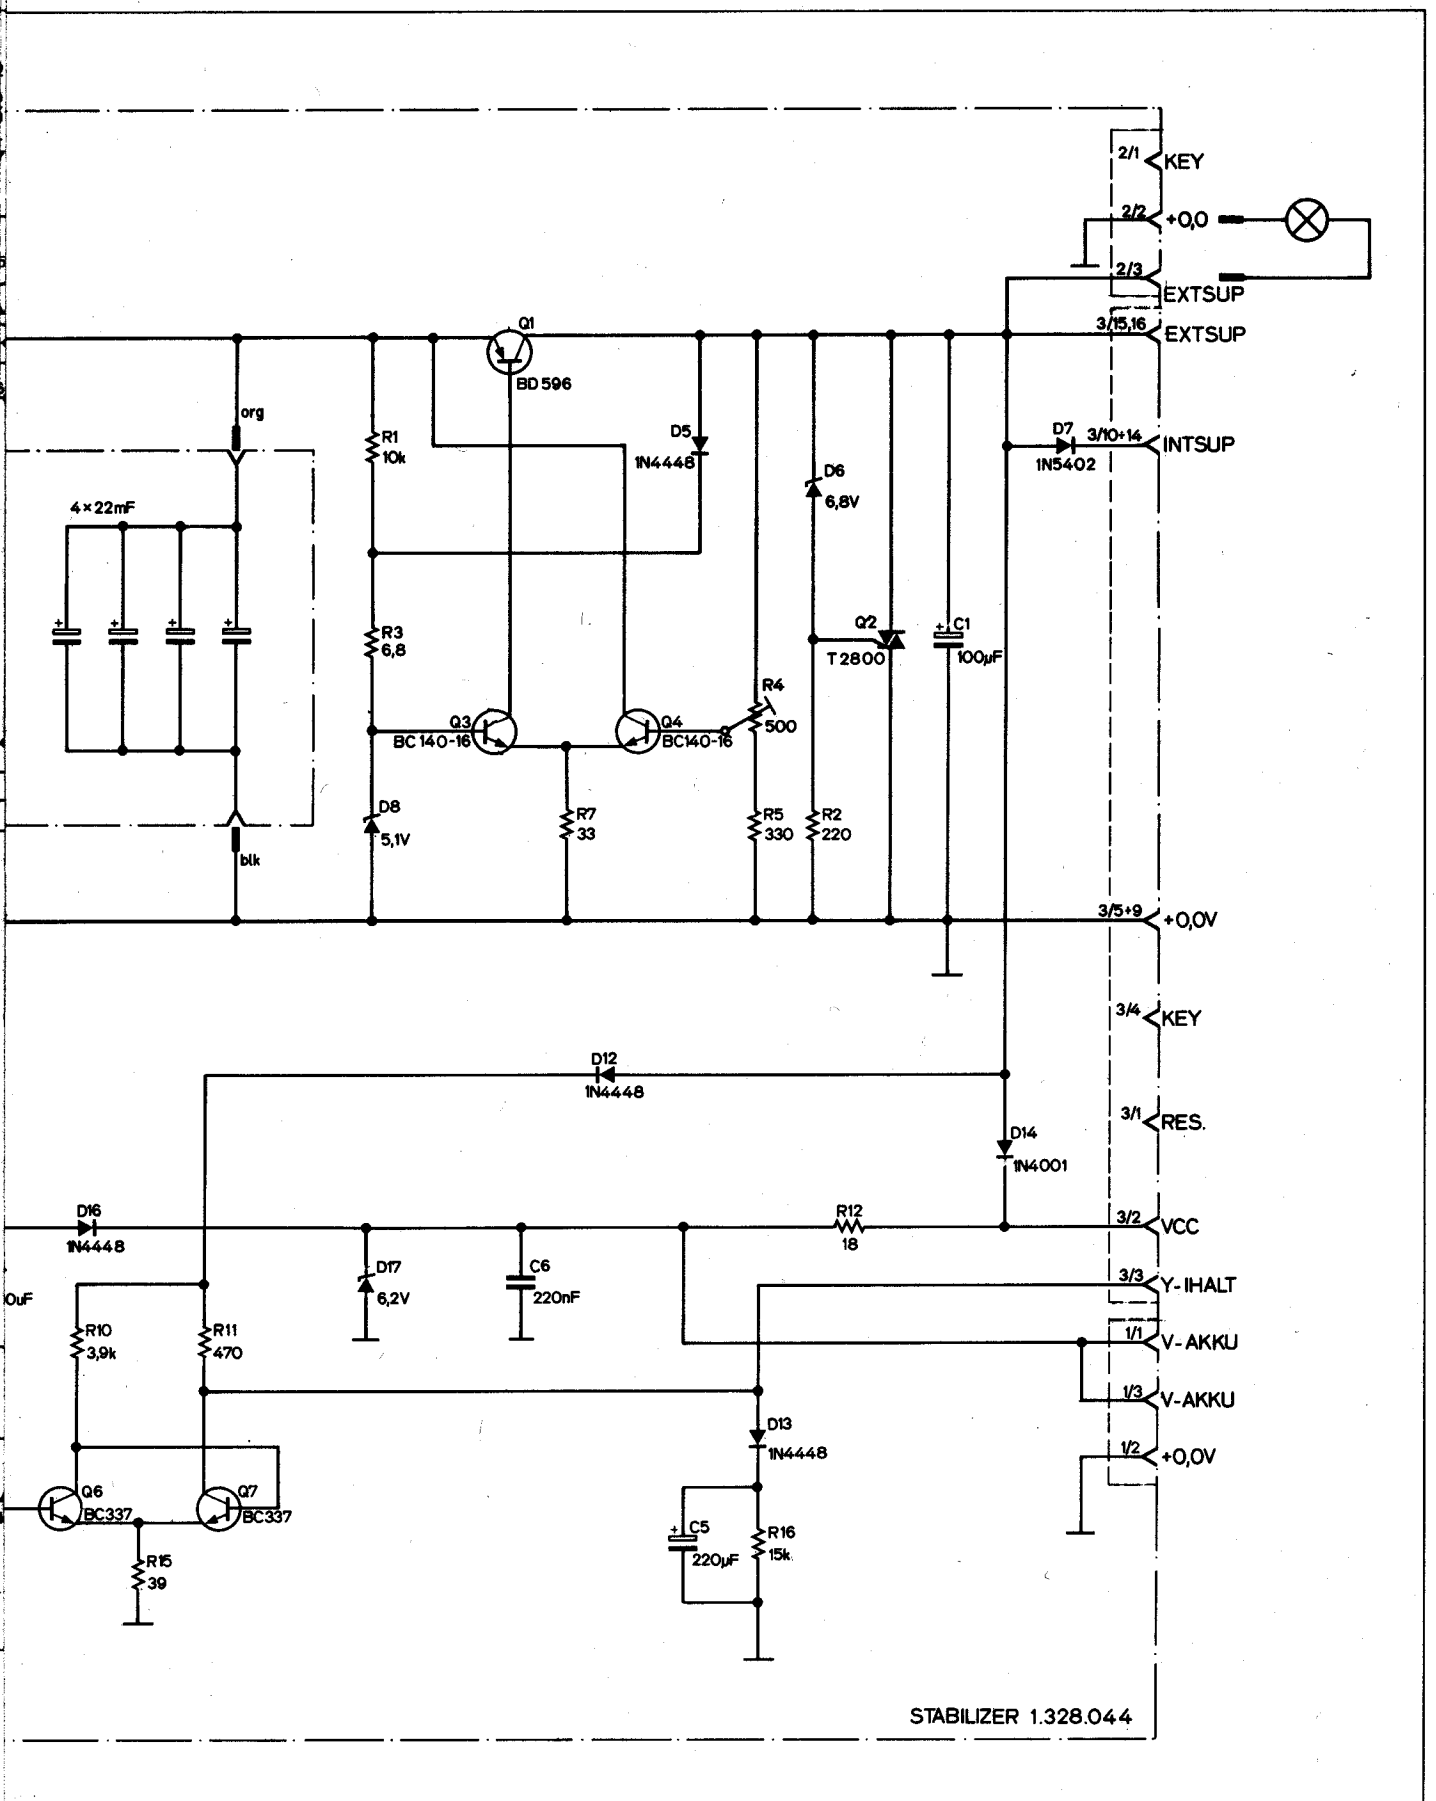 2/1 KEY
2/2 +0,0
2/3
EXTSUP
3/15,16 EXTSUP
Q1
BD 596
org
R1
10k
D5
1N4448
D7
1N5402
3/10+14 INTSUP
D6
6,8V
4×22mF
+ + + +
R3
6,8
Q2
T2800
+ C1
100µF
R4
500
Q3
BC140-16
Q4
BC140-16
D8
5,1V
R7
33
R5
330
R2
220
blk
3/5+9 +0,0V
3/4 KEY
D12
1N4448
3/1 RES.
D14
1N4001
D16
1N4448
R12
18
3/2 VCC
D17
6,2V
C6
220nF
3/3 Y-IHALT
0uF
R10
3,9k
R11
470
1/1 V-AKKU
1/3 V-AKKU
D13
1N4448
1/2 +0,0V
Q6
BC337
Q7
BC337
+ C5
220µF
R16
15k
R15
39
STABILIZER 1.328.044